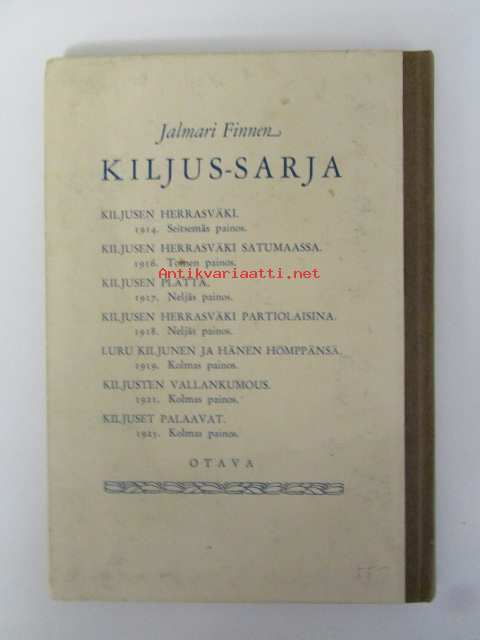 Jalmari Finnen
KILJUS-SARJA
KILJUSEN HERRASVÄKI.
1914. Seitsemäs painos.
KILJUSEN HERRASVÄKI SATUMAASSA.
1916. Toinen painos.
Antikvariaatti.net
KILJUSEN PLÄTTÄ.
1917. Neljäs painos.
KILJUSEN HERRASVÄKI PARTIOLAISINA.
1918. Neljäs painos.
LURU KILJUNEN JA HÄNEN HÖMPPÄNSÄ.
1919. Kolmas painos.
KILJUSTEN VALLANKUMOUS.
1921. Kolmas painos.
KILJUSET PALAAVAT.
1925. Kolmas painos.
OTAVA